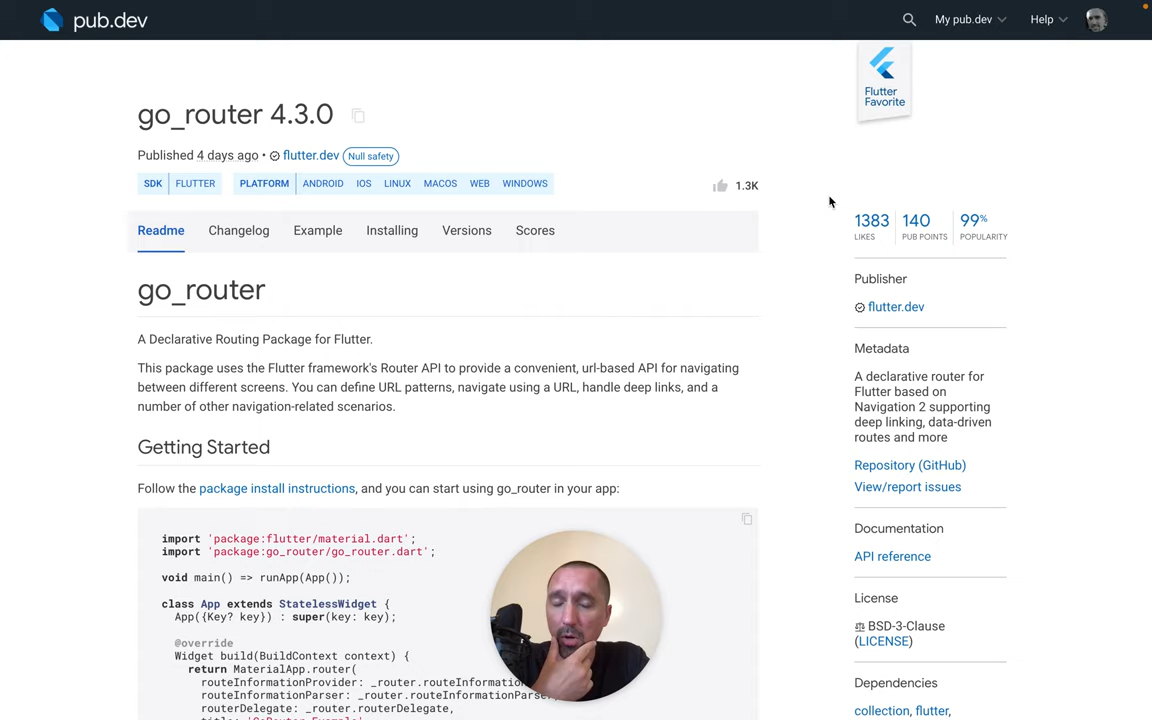 pub.dev
My pub.dev
Help
Flutter
Favorite
go_router 4.3.0
Published 4 days ago • flutter.dev Null safety
SDK FLUTTER PLATFORM ANDROID IOS LINUX MACOS WEB WINDOWS
1.3K
1383 140 99%
LIKES PUB POINTS POPULARITY
Readme Changelog Example Installing Versions Scores
go_router
A Declarative Routing Package for Flutter.
This package uses the Flutter framework's Router API to provide a convenient, url-based API for navigating
between different screens. You can define URL patterns, navigate using a URL, handle deep links, and a
number of other navigation-related scenarios.
Getting Started
Follow the package install instructions, and you can start using go_router in your app:
import 'package:flutter/material.dart';
import 'package:go_router/go_router.dart';
void main() => runApp(App());
class App extends StatelessWidget {
App({Key? key}) : super(key: key);
@override
Widget build(BuildContext context) {
return MaterialApp.router(
routeInformationProvider: _router.routeInformation
routeInformationParser: _router.routeInformationParser,
routerDelegate: _router.routerDelegate,
title: 'GoRouter Example',
Publisher
flutter.dev
Metadata
A declarative router for
Flutter based on
Navigation 2 supporting
deep linking, data-driven
routes and more
Repository (GitHub)
View/report issues
Documentation
API reference
License
BSD-3-Clause
(LICENSE)
Dependencies
collection, flutter,